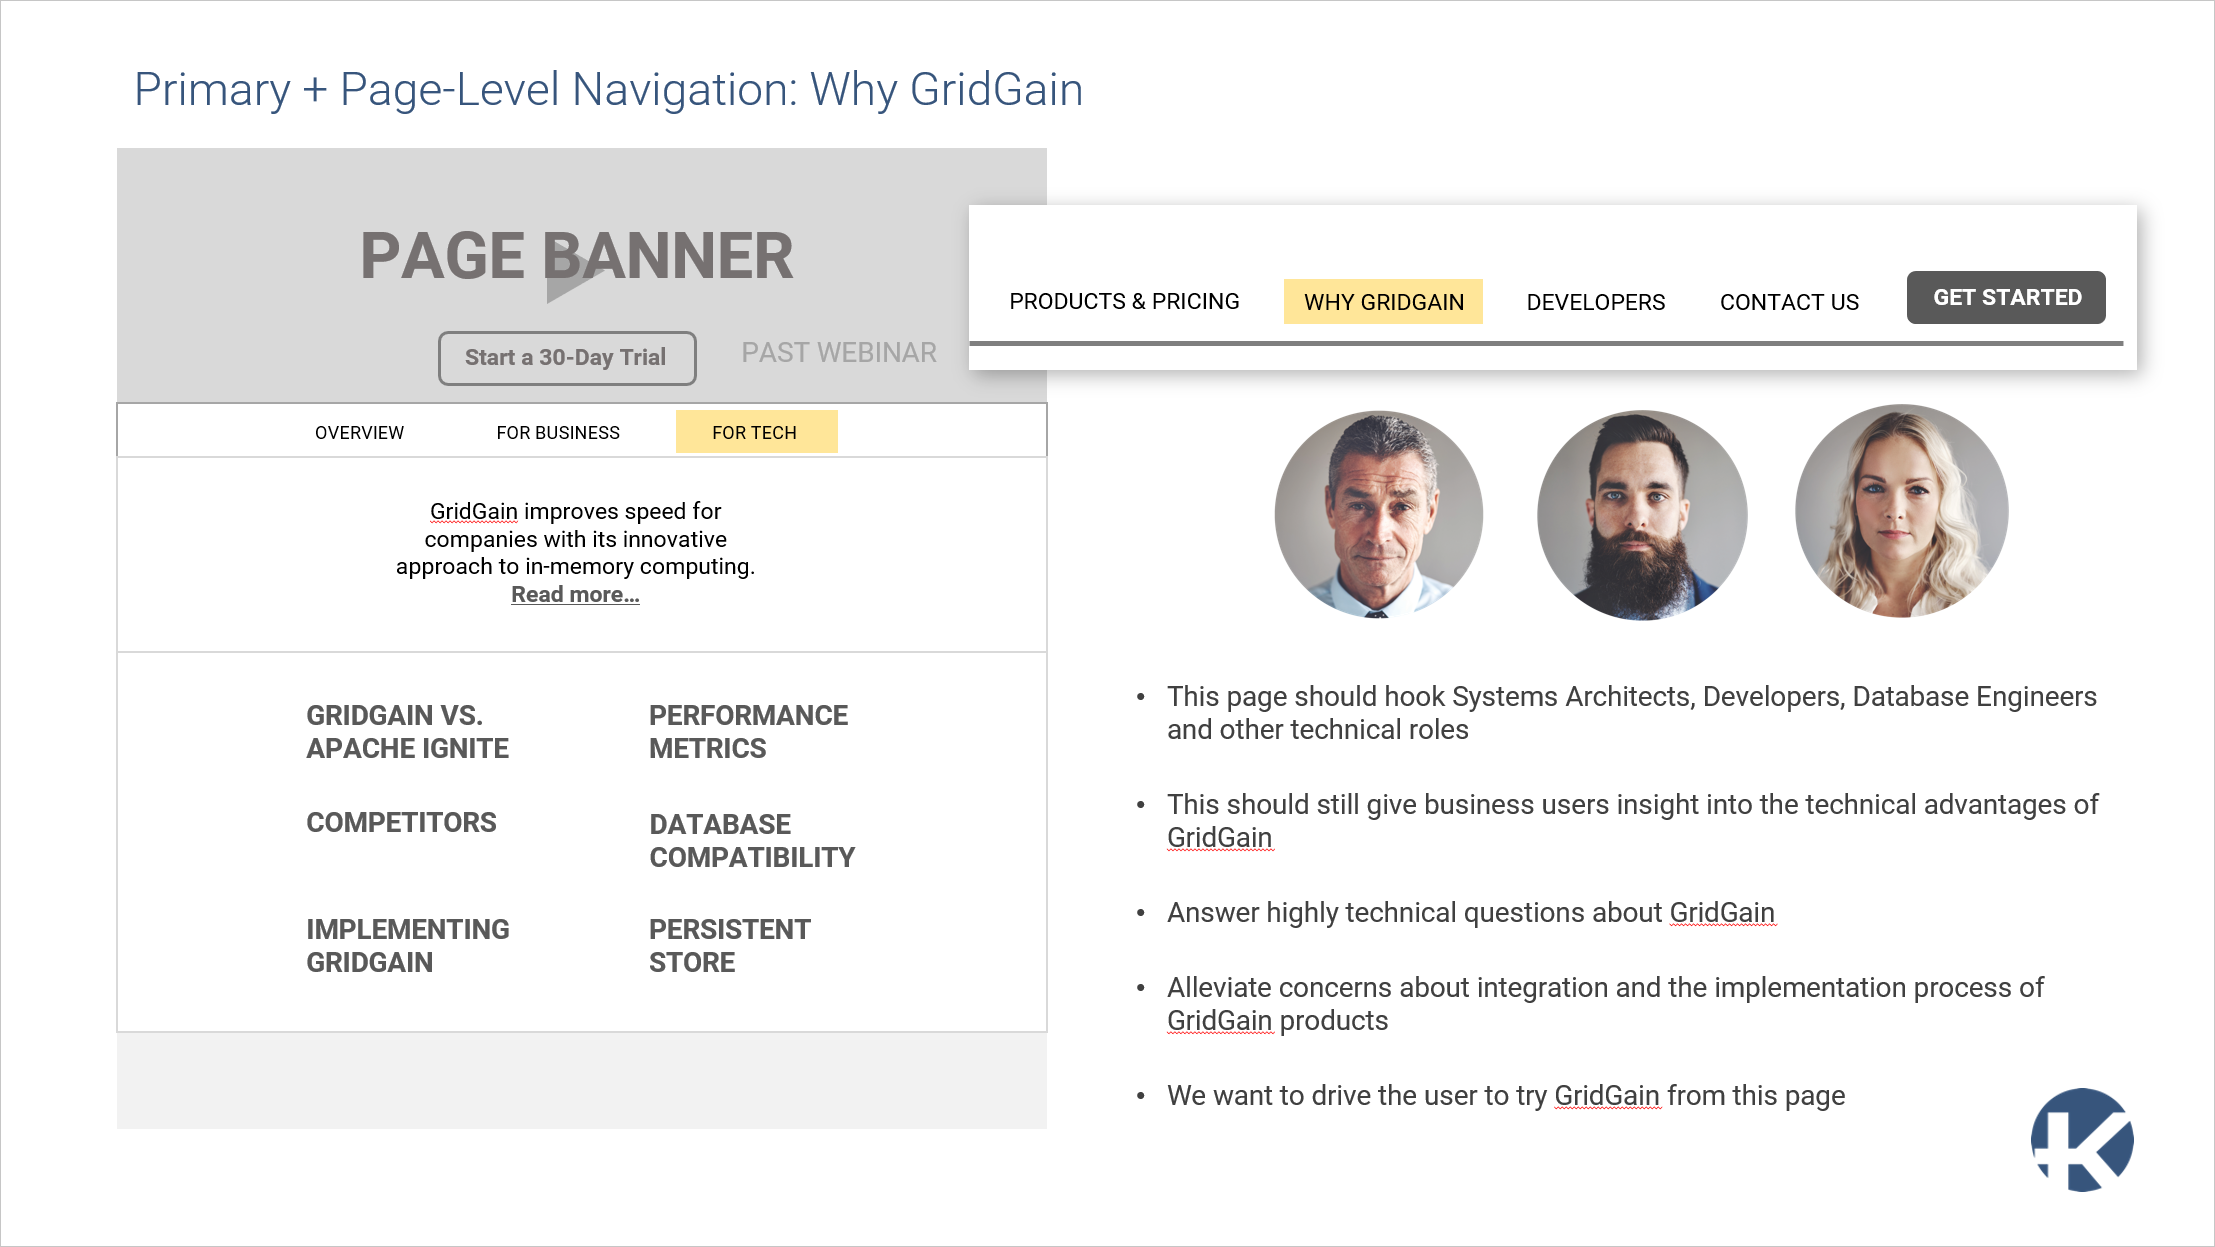 Primary + Page-Level Navigation: Why GridGain
PAGE BANNER
Start a 30-Day Trial
PAST WEBINAR
PRODUCTS & PRICING
WHY GRIDGAIN
DEVELOPERS
CONTACT US
GET STARTED
OVERVIEW
FOR BUSINESS
FOR TECH
GridGain improves speed for
companies with its innovative
approach to in-memory computing.
Read more…
GRIDGAIN VS.
APACHE IGNITE
PERFORMANCE
METRICS
COMPETITORS
DATABASE
COMPATIBILITY
IMPLEMENTING
GRIDGAIN
PERSISTENT
STORE
• This page should hook Systems Architects, Developers, Database Engineers
and other technical roles
• This should still give business users insight into the technical advantages of
GridGain
• Answer highly technical questions about GridGain
• Alleviate concerns about integration and the implementation process of
GridGain products
• We want to drive the user to try GridGain from this page
K